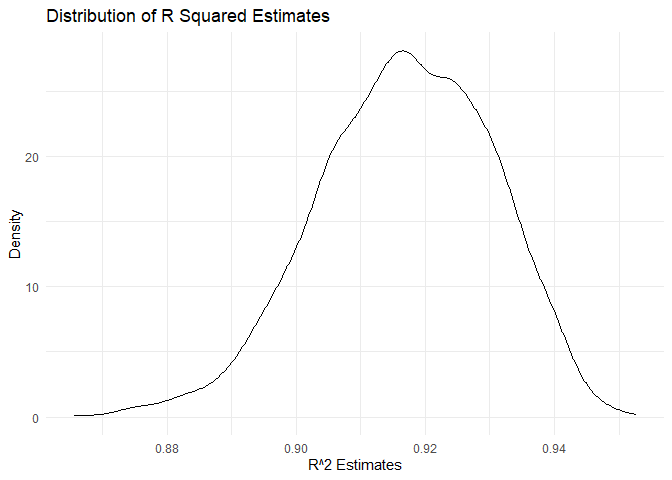 Distribution of R Squared Estimates
Density
20
10
0
0.88 0.90 0.92 0.94
R^2 Estimates